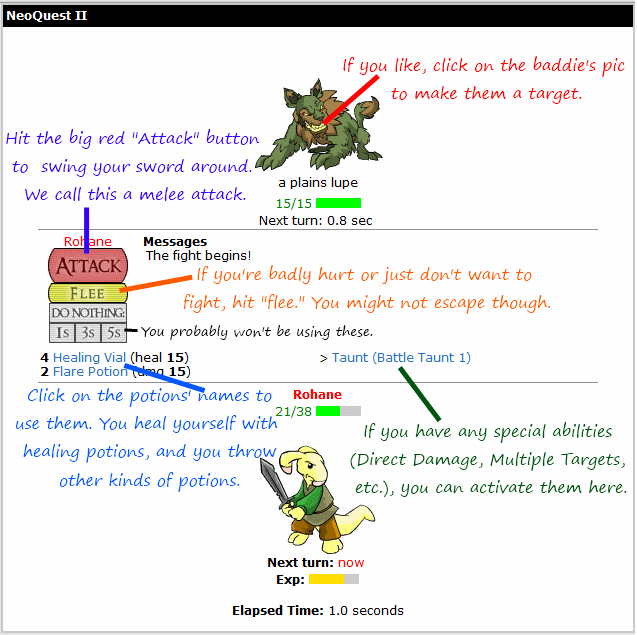 NeoQuest II
If you like, click on the baddie's pic
to make them a target.
Hit the big red "Attack" button
to swing your sword around.
We call this a melee attack.
a plains lupe
15/15
Next turn: 0.8 sec
Rohane
Messages
The fight begins!
ATTACK
FLEE
DO NOTHING:
1s 3s 5s
If you're badly hurt or just don't want to
fight, hit "flee." You might not escape though.
You probably won't be using these.
4 Healing Vial (heal 15)
2 Flare Potion (dmg 15)
> Taunt (Battle Taunt 1)
Click on the potions' names to
use them. You heal yourself with
healing potions, and you throw
other kinds of potions.
Rohane
21/38
If you have any special abilities
(Direct Damage, Multiple Targets,
etc.), you can activate them here.
Next turn: now
Exp:
Elapsed Time: 1.0 seconds